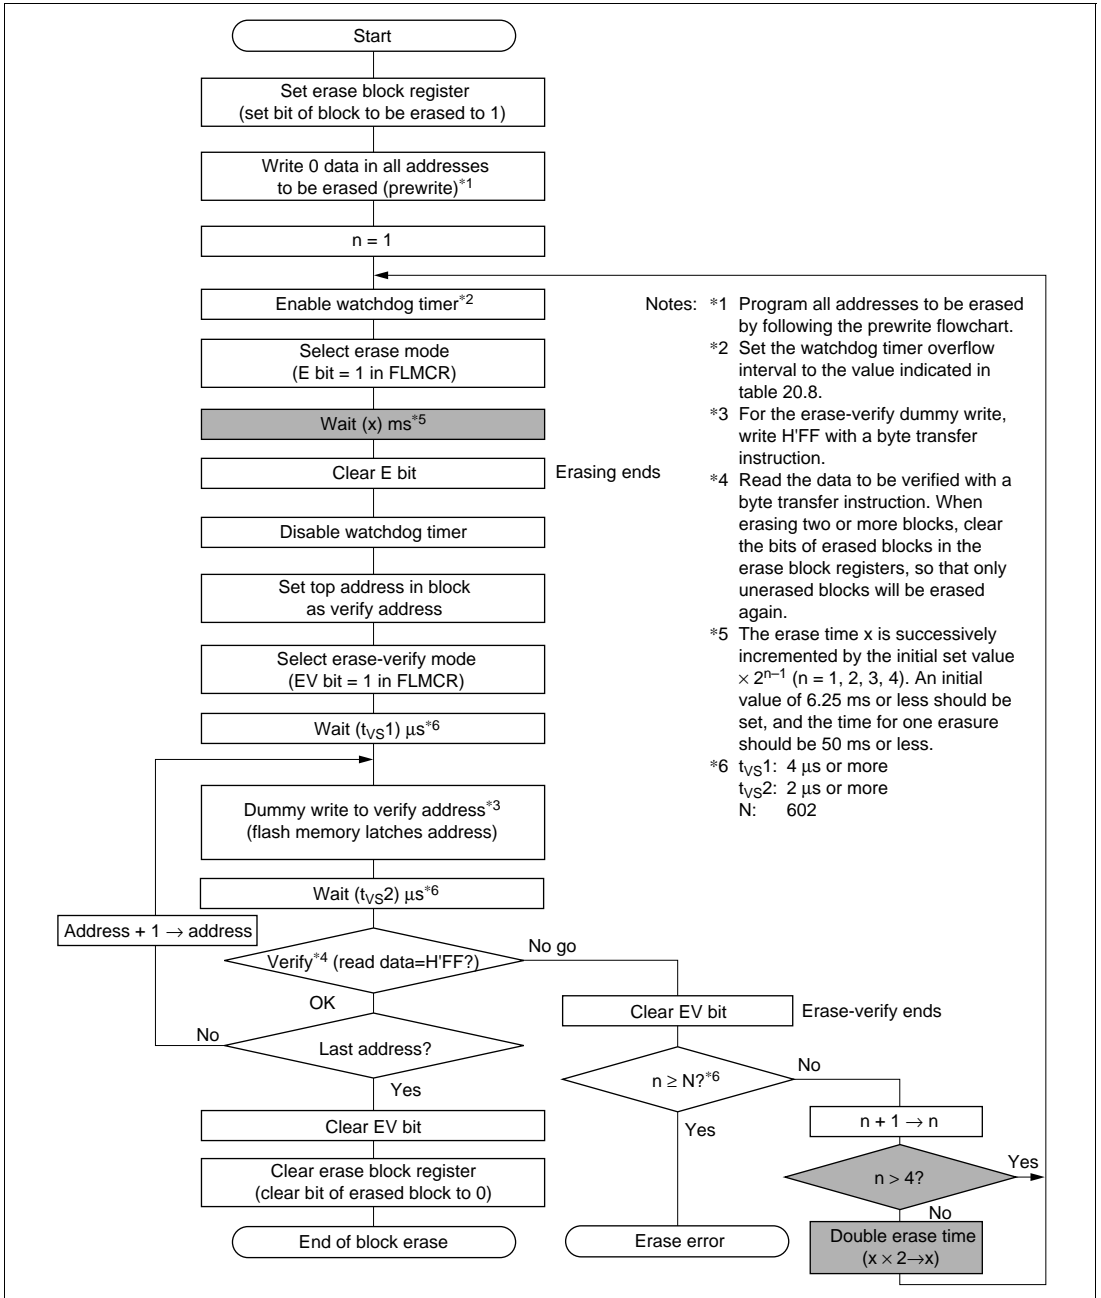 Start
Set erase block register
(set bit of block to be erased to 1)
Write 0 data in all addresses
to be erased (prewrite)*1
n = 1
Enable watchdog timer*2
Select erase mode
(E bit = 1 in FLMCR)
Wait (x) ms*5
Clear E bit
Erasing ends
Disable watchdog timer
Set top address in block
as verify address
Select erase-verify mode
(EV bit = 1 in FLMCR)
Wait (tVS1) μs*6
Dummy write to verify address*3
(flash memory latches address)
Wait (tVS2) μs*6
Address + 1 → address
Verify*4 (read data=H'FF?)
No go
OK
Last address?
No
Yes
Clear EV bit
Clear erase block register
(clear bit of erased block to 0)
End of block erase
Clear EV bit
Erase-verify ends
n ≥ N?*6
No
Yes
Erase error
n + 1 → n
n > 4?
Yes
No
Double erase time
(x × 2→x)
Notes: *1 Program all addresses to be erased
by following the prewrite flowchart.
*2 Set the watchdog timer overflow
interval to the value indicated in
table 20.8.
*3 For the erase-verify dummy write,
write H'FF with a byte transfer
instruction.
*4 Read the data to be verified with a
byte transfer instruction. When
erasing two or more blocks, clear
the bits of erased blocks in the
erase block registers, so that only
unerased blocks will be erased
again.
*5 The erase time x is successively
incremented by the initial set value
× 2n–1 (n = 1, 2, 3, 4). An initial
value of 6.25 ms or less should be
set, and the time for one erasure
should be 50 ms or less.
*6 tVS1: 4 μs or more
tVS2: 2 μs or more
N: 602